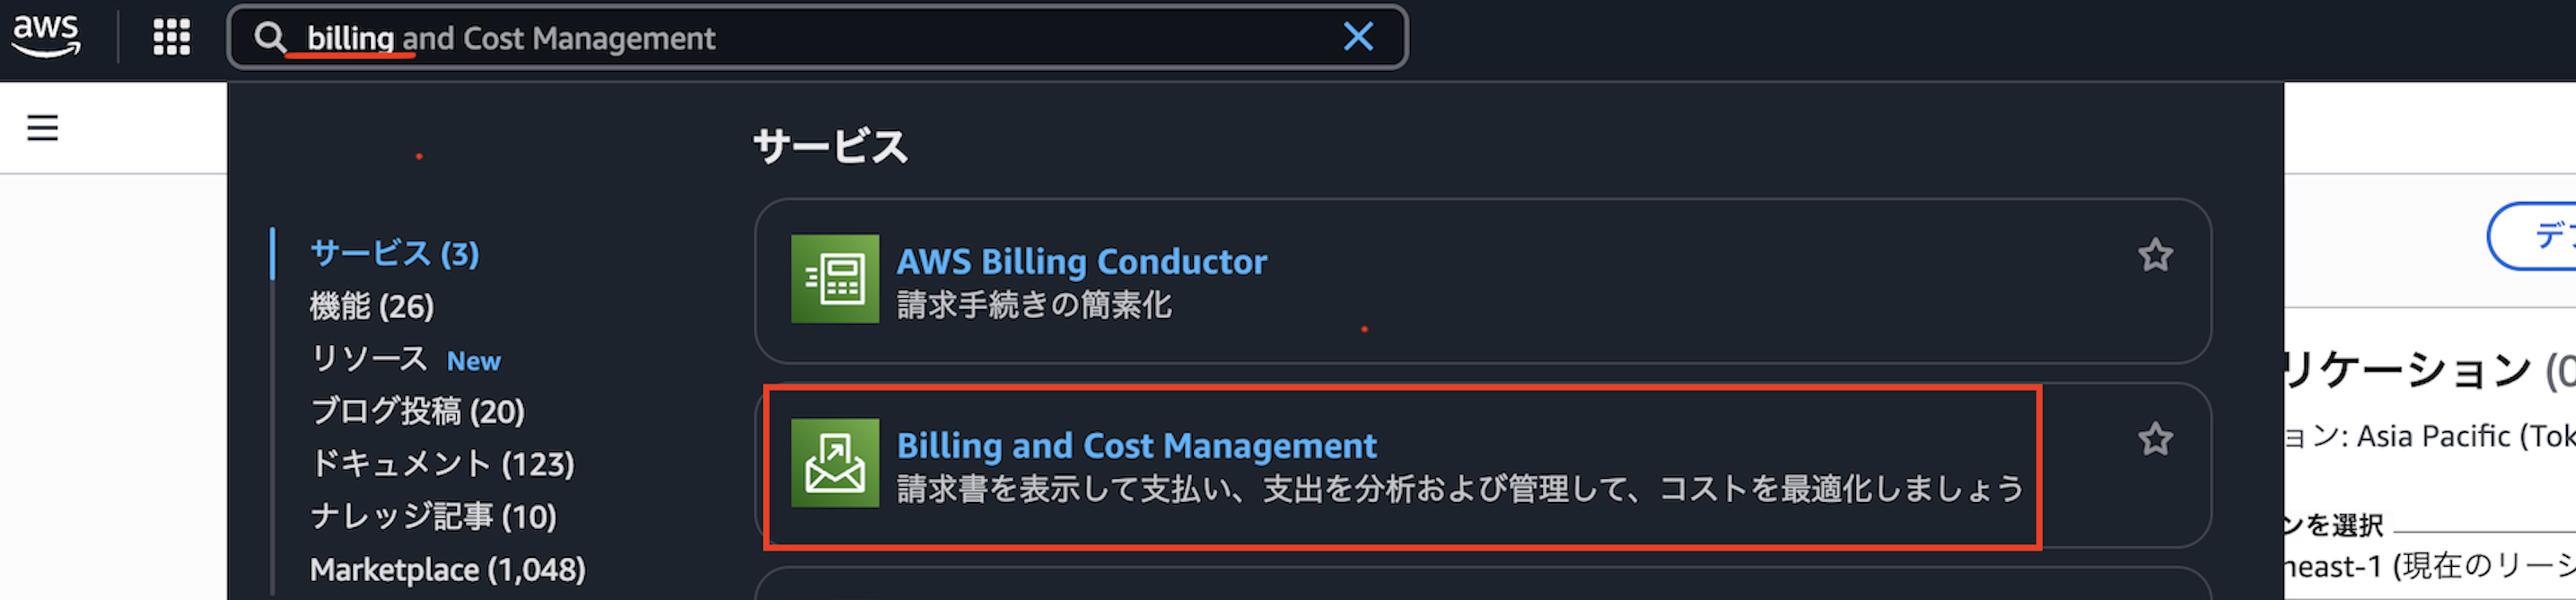 aws
billing and Cost Management
サービス
サービス (3)
機能 (26)
リソース New
ブログ投稿 (20)
ドキュメント (123)
ナレッジ記事 (10)
Marketplace (1,048)
AWS Billing Conductor
請求手続きの簡素化
Billing and Cost Management
請求書を表示して支払い、支出を分析および管理して、コストを最適化しましょう
デフ
リケーション (0
ョン: Asia Pacific (Tok
ンを選択
heast-1 (現在のリージ